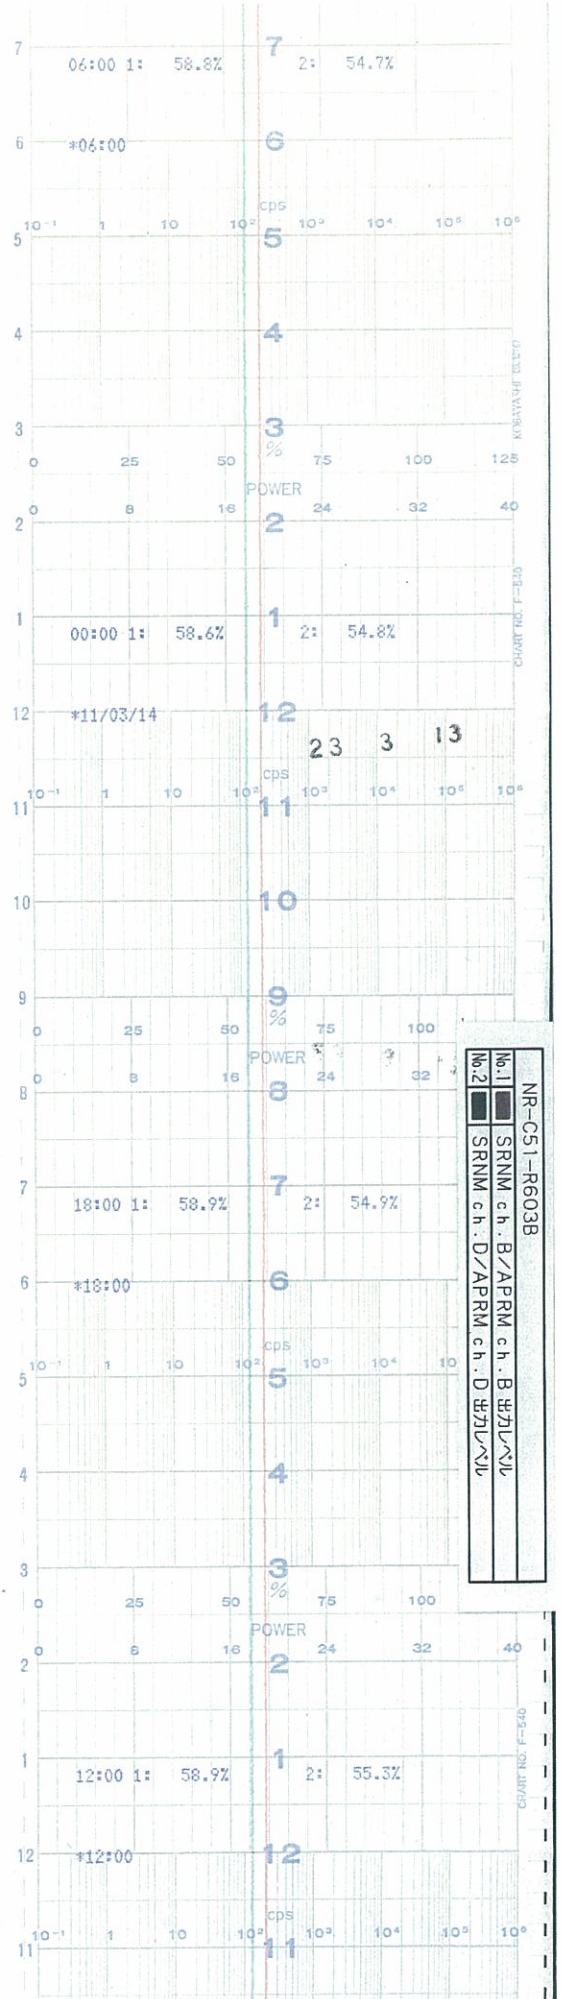 7 7
06:00 1: 58.8% 2: 54.7%
6 6
*06:00
cps
10⁻¹ 1 10 10² 10³ 10⁴ 10⁵ 10⁶
5 5
4 4
3 3
%
0 25 50 75 100 125
POWER
0 8 16 24 32 40
2 2
1 1
00:00 1: 58.6% 2: 54.8%
CHART NO. F-540
12 12
*11/03/14
23 3 13
cps
10⁻¹ 1 10 10² 10³ 10⁴ 10⁵ 10⁶
11 11
10 10
9 9
%
0 25 50 75 100
POWER
0 8 16 24 32
8 8
NR-C51-R603B
No.1 SRNM ch.B/APRM ch.B 出力レベル
No.2 SRNM ch.D/APRM ch.D 出力レベル
7 7
18:00 1: 58.9% 2: 54.9%
6 6
*18:00
cps
10⁻¹ 1 10 10² 10³ 10⁴ 10
5 5
4 4
3 3
%
0 25 50 75 100
POWER
0 8 16 24 32 40
2 2
1 1
12:00 1: 58.9% 2: 55.3%
CHART NO. F-540
12 12
*12:00
cps
10⁻¹ 1 10 10² 10³ 10⁴ 10⁵ 10⁶
11 11